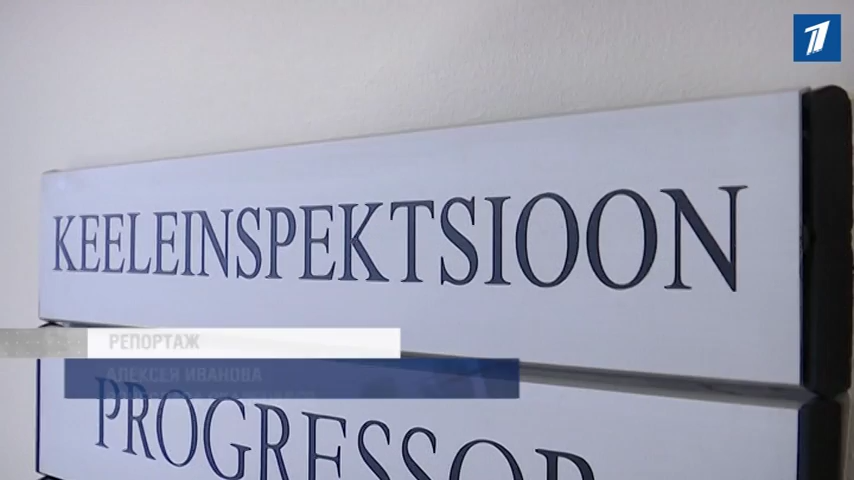 KEELEINSPEKTSIOON
РЕПОРТАЖ
АЛЕКСЕЯ ИВАНОВА
PROGRESSOR